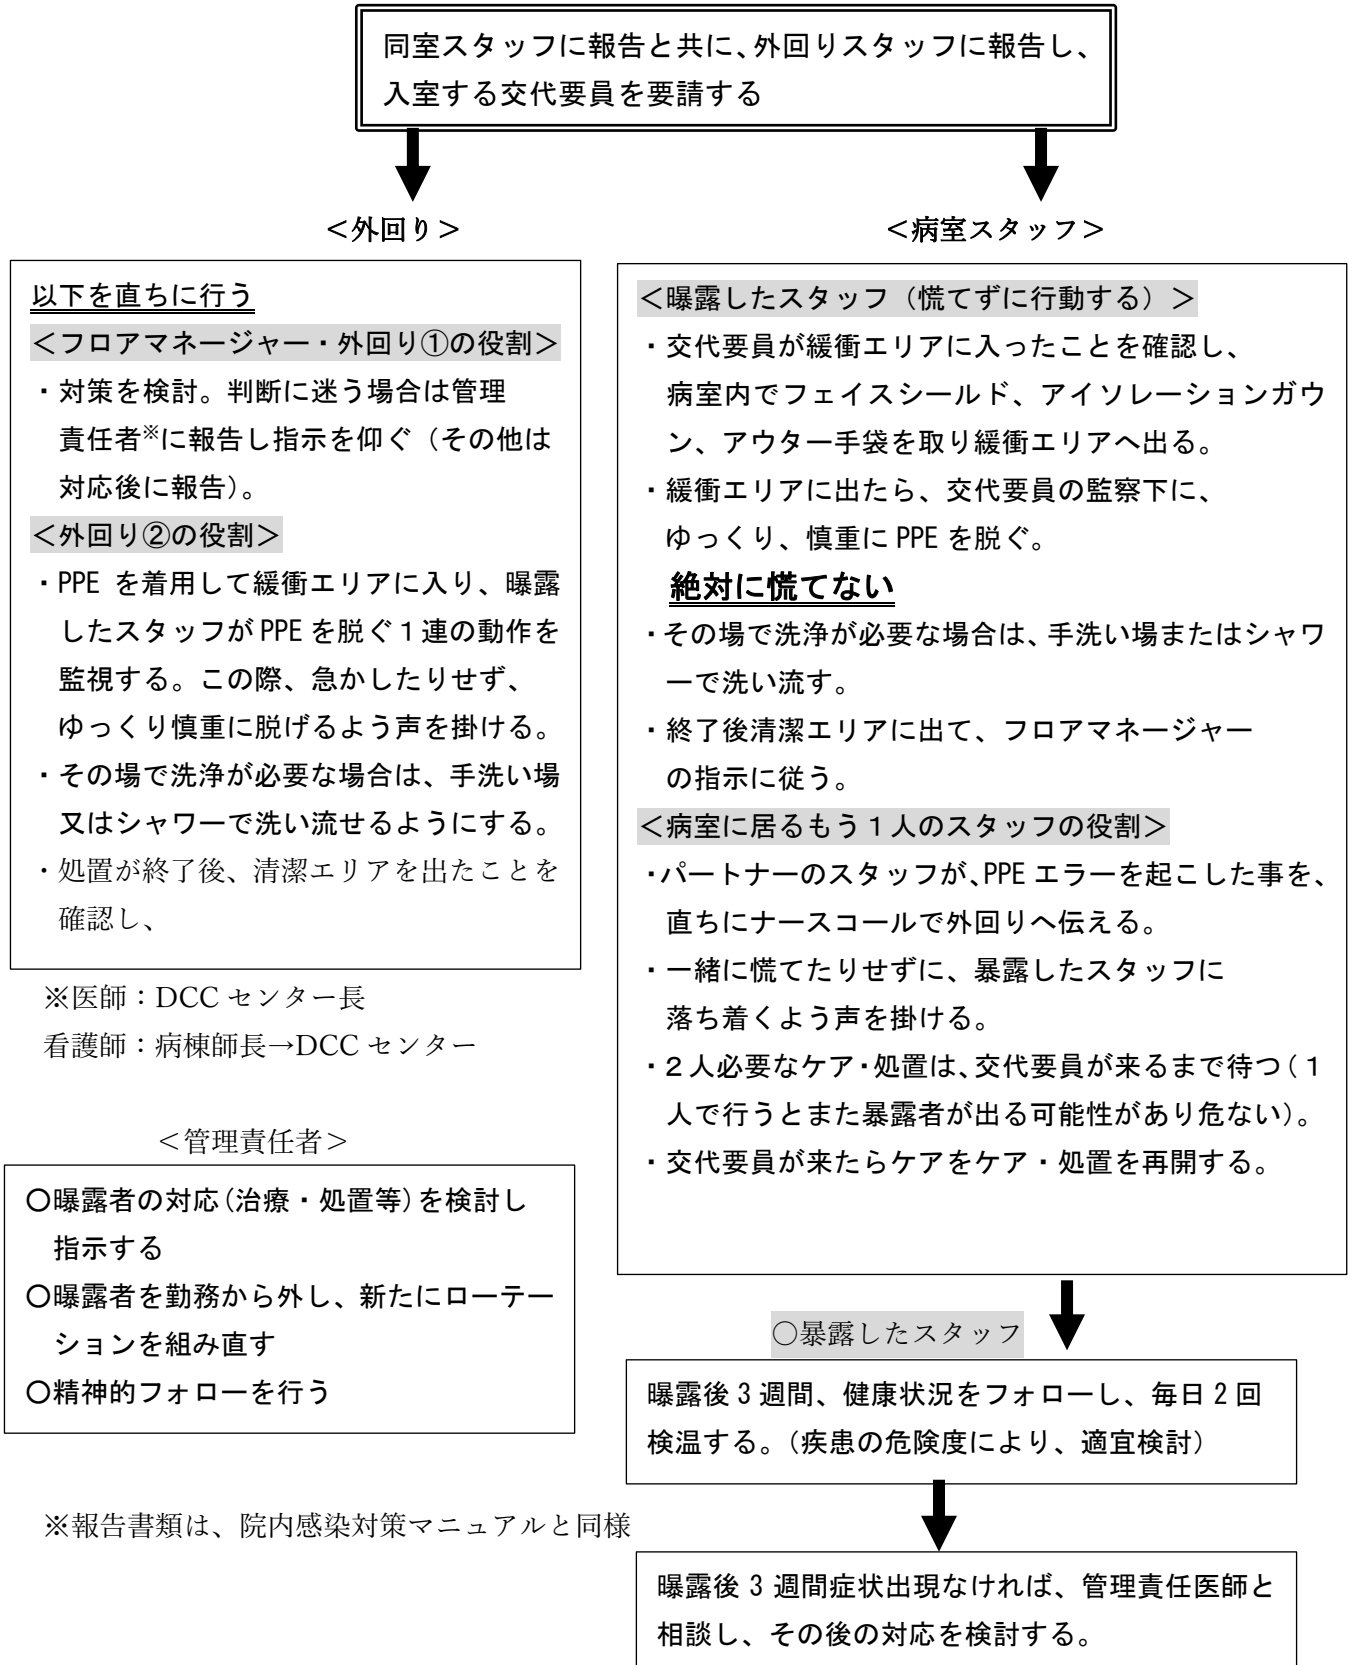 同室スタッフに報告と共に、外回りスタッフに報告し、
入室する交代要員を要請する
＜外回り＞
以下を直ちに行う
＜フロアマネージャー・外回り①の役割＞
・対策を検討。判断に迷う場合は管理
責任者※に報告し指示を仰ぐ（その他は
対応後に報告）。
＜外回り②の役割＞
・PPE を着用して緩衝エリアに入り、曝露
したスタッフが PPE を脱ぐ１連の動作を
監視する。この際、急かしたりせず、
ゆっくり慎重に脱げるよう声を掛ける。
・その場で洗浄が必要な場合は、手洗い場
又はシャワーで洗い流せるようにする。
・処置が終了後、清潔エリアを出たことを
確認し、
※医師：DCC センター長
看護師：病棟師長→DCC センター
＜管理責任者＞
〇曝露者の対応（治療・処置等）を検討し
指示する
〇曝露者を勤務から外し、新たにローテー
ションを組み直す
〇精神的フォローを行う
※報告書類は、院内感染対策マニュアルと同様
＜病室スタッフ＞
＜曝露したスタッフ（慌てずに行動する）＞
・交代要員が緩衝エリアに入ったことを確認し、
病室内でフェイスシールド、アイソレーションガウ
ン、アウター手袋を取り緩衝エリアへ出る。
・緩衝エリアに出たら、交代要員の監察下に、
ゆっくり、慎重に PPE を脱ぐ。
絶対に慌てない
・その場で洗浄が必要な場合は、手洗い場またはシャワ
ーで洗い流す。
・終了後清潔エリアに出て、フロアマネージャー
の指示に従う。
＜病室に居るもう１人のスタッフの役割＞
・パートナーのスタッフが、PPE エラーを起こした事を、
直ちにナースコールで外回りへ伝える。
・一緒に慌てたりせずに、暴露したスタッフに
落ち着くよう声を掛ける。
・２人必要なケア・処置は、交代要員が来るまで待つ（１
人で行うとまた暴露者が出る可能性があり危ない）。
・交代要員が来たらケアをケア・処置を再開する。
〇暴露したスタッフ
曝露後 3 週間、健康状況をフォローし、毎日 2 回
検温する。（疾患の危険度により、適宜検討）
曝露後 3 週間症状出現なければ、管理責任医師と
相談し、その後の対応を検討する。